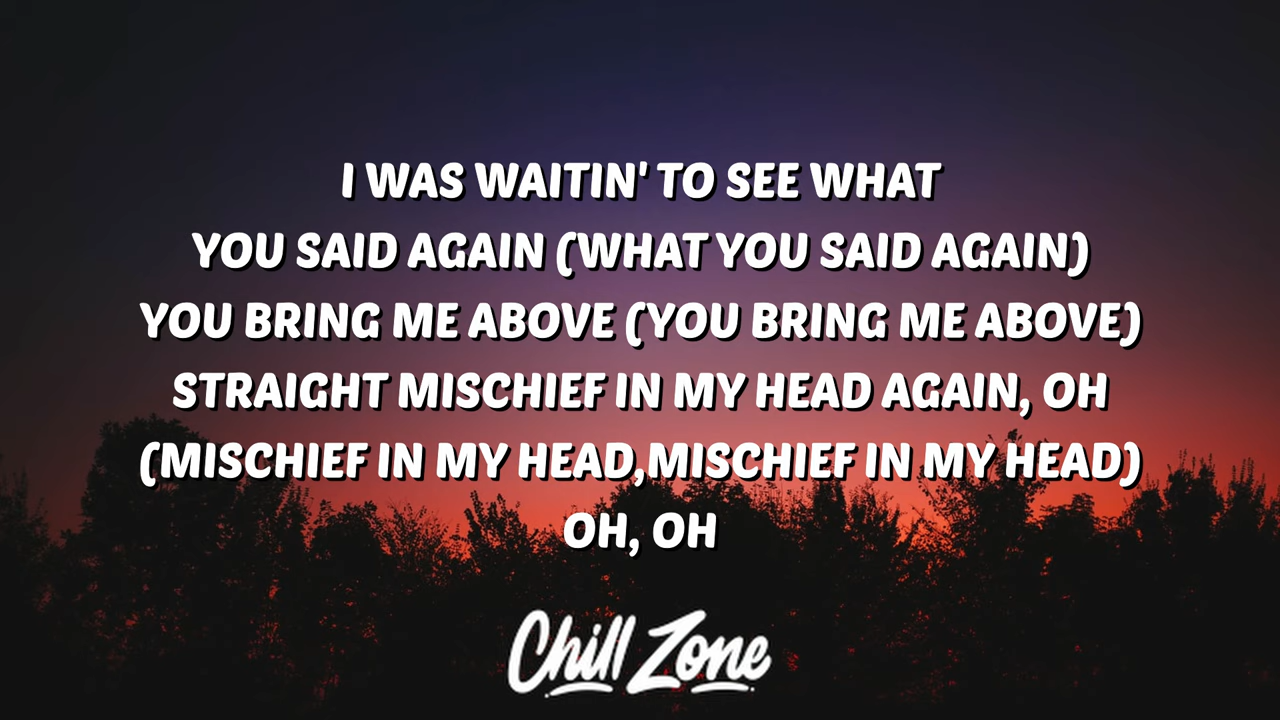 I WAS WAITIN' TO SEE WHAT
YOU SAID AGAIN (WHAT YOU SAID AGAIN)
YOU BRING ME ABOVE (YOU BRING ME ABOVE)
STRAIGHT MISCHIEF IN MY HEAD AGAIN, OH
(MISCHIEF IN MY HEAD,MISCHIEF IN MY HEAD)
OH, OH
Chill Zone